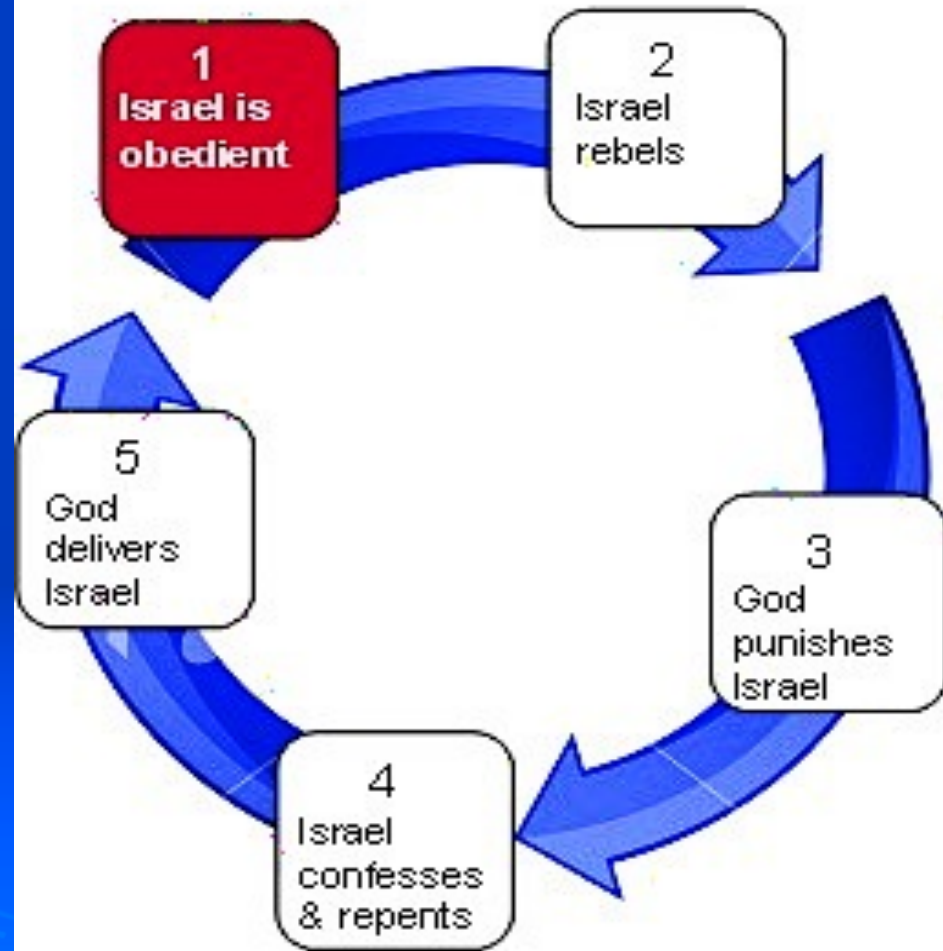 1
Israel is
obedient
2
Israel
rebels
3
God
punishes
Israel
4
Israel
confesses
& repents
5
God
delivers
Israel